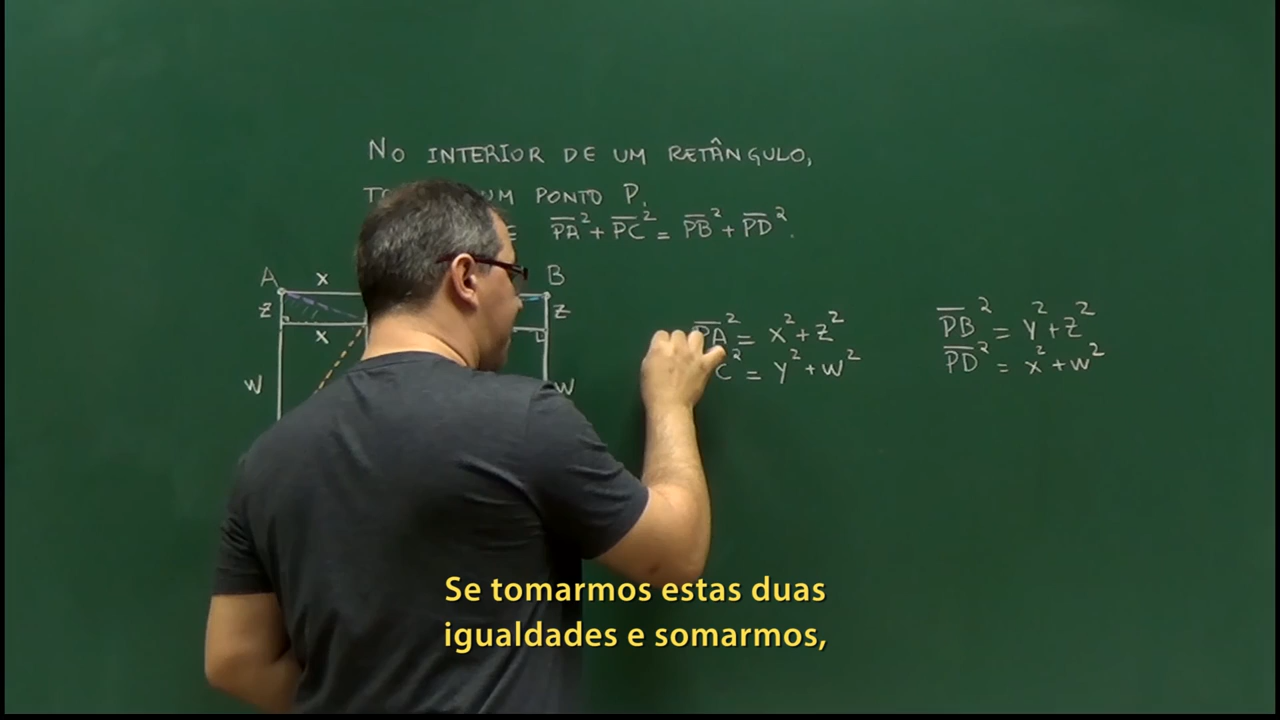 NO INTERIOR DE UM RETÂNGULO,
UM PONTO P.
PA² + PC² = PB² + PD².
A x B
z z
x
w w
PA² = x² + z²
C² = y² + w²
PB² = y² + z²
PD² = x² + w²
Se tomarmos estas duas
igualdades e somarmos,